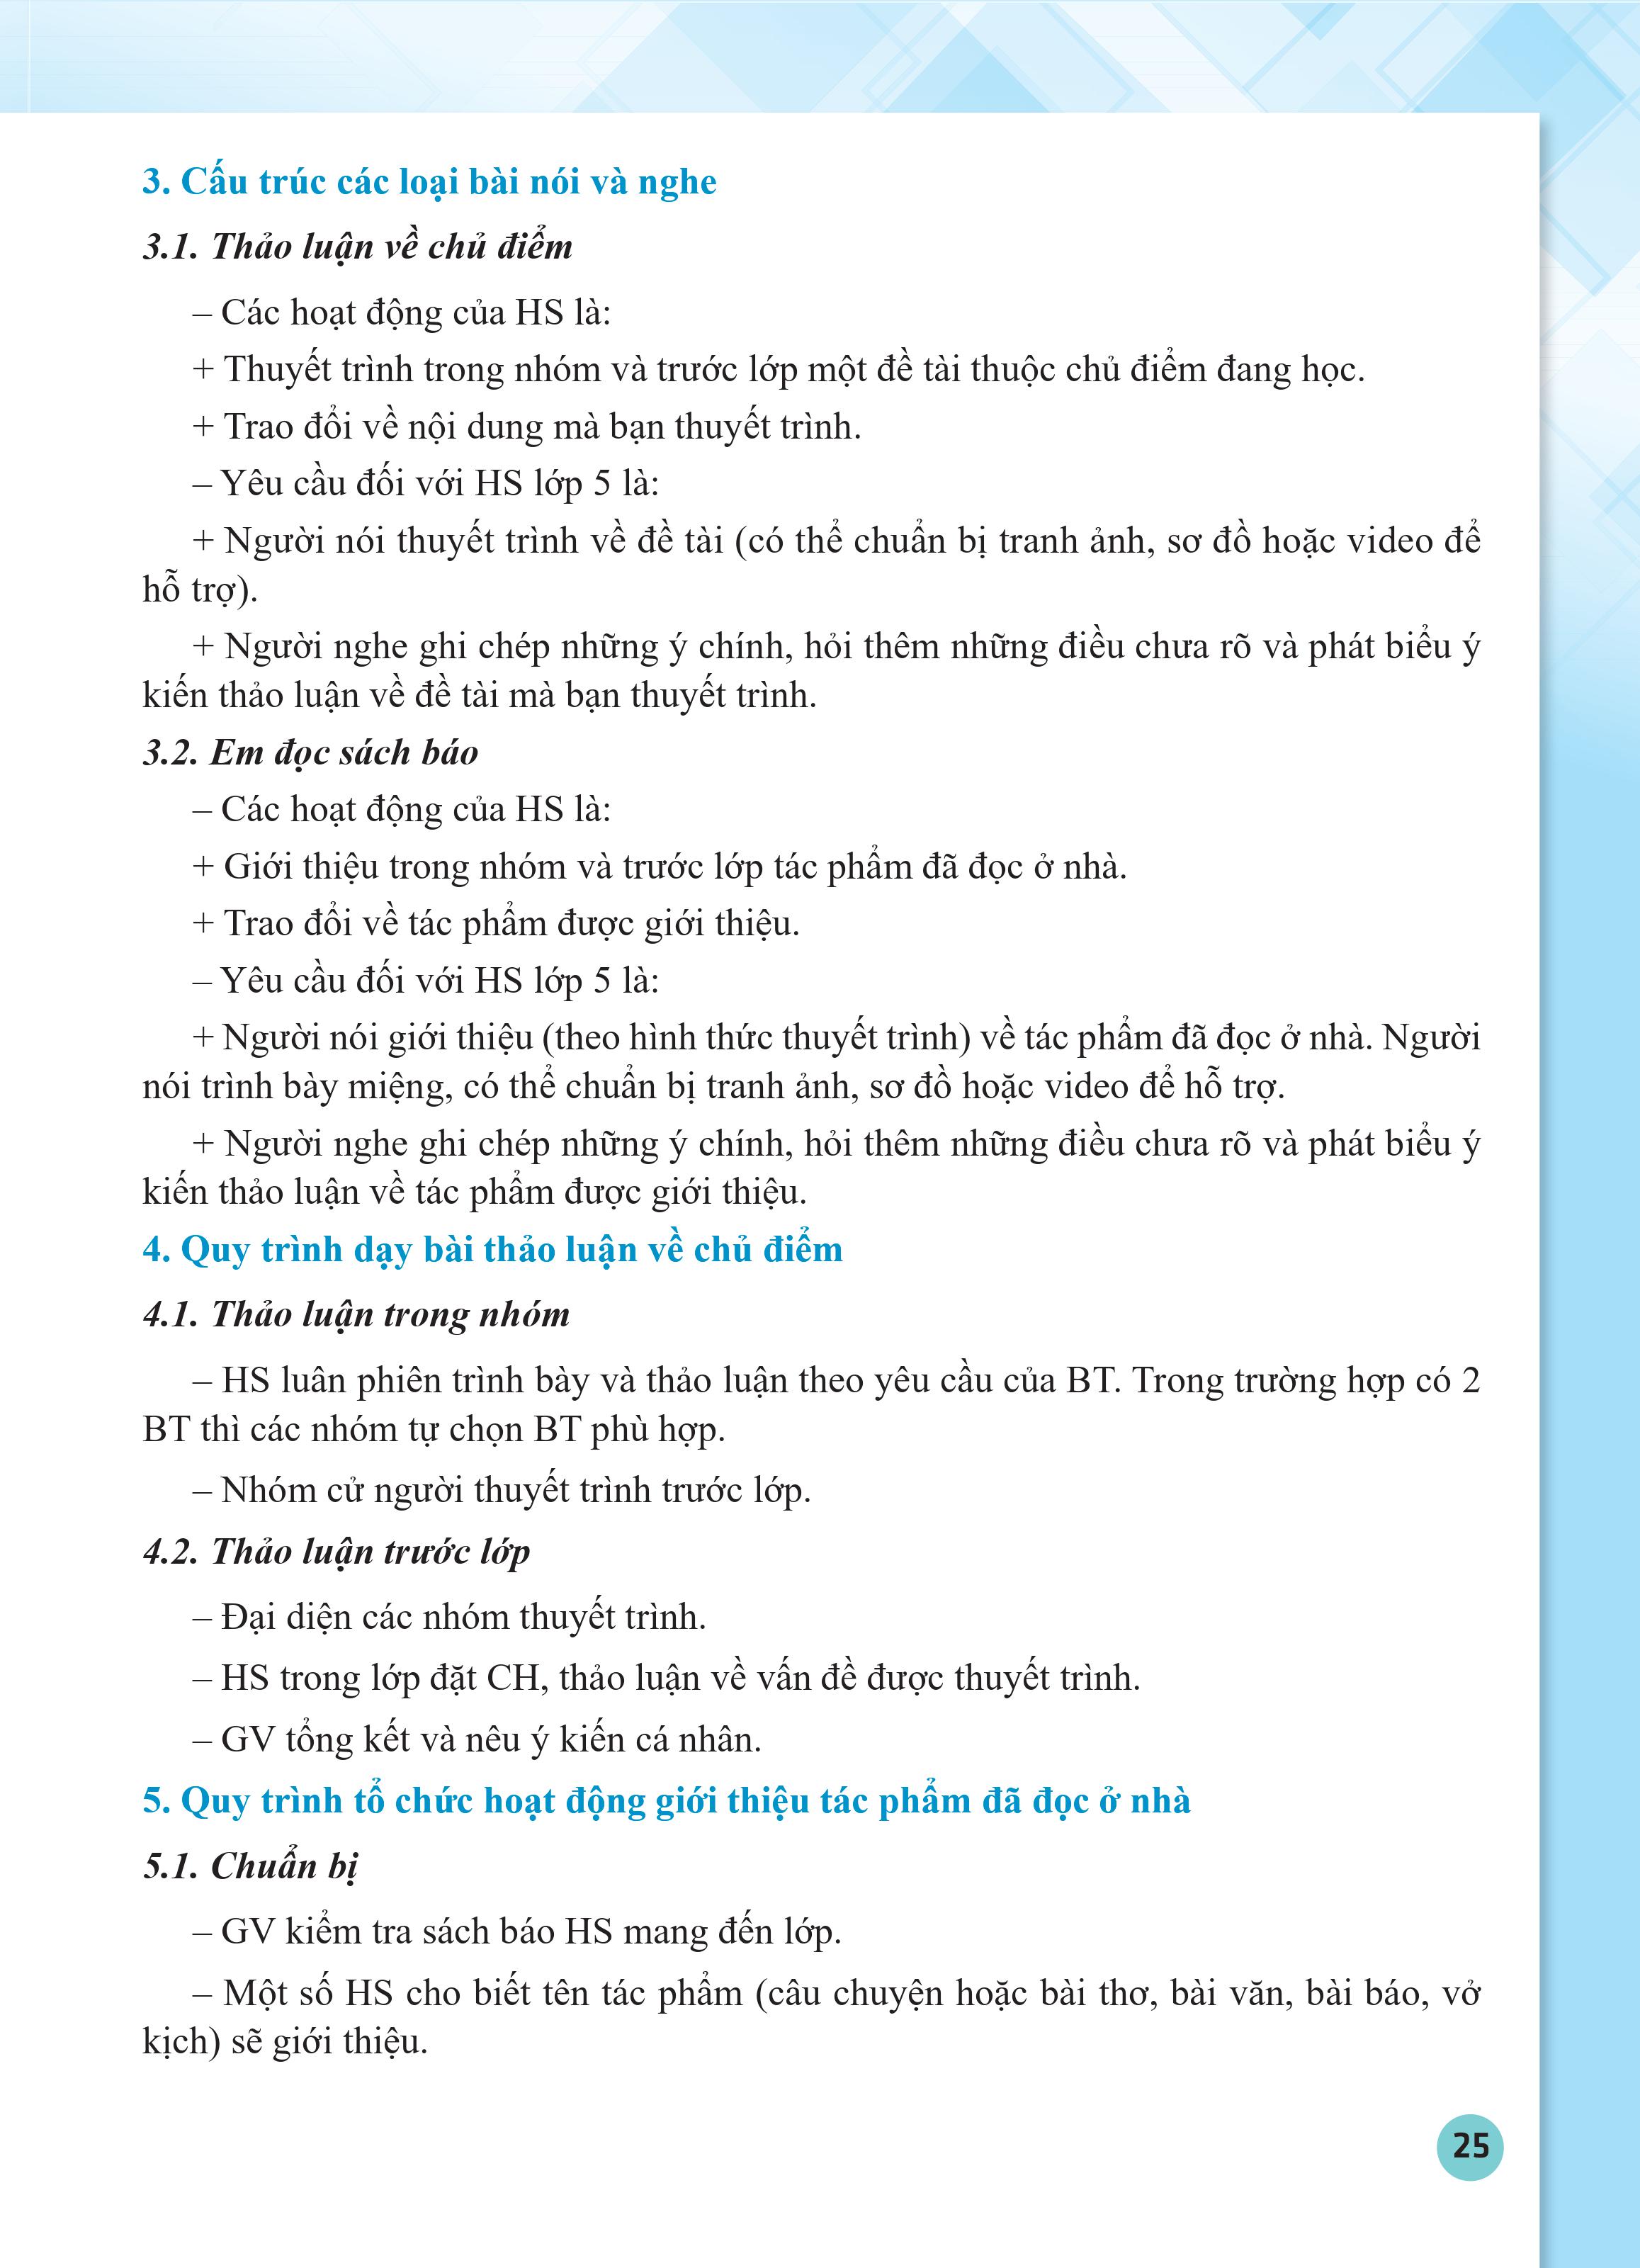 3. Cấu trúc các loại bài nói và nghe
3.1. Thảo luận về chủ điểm
– Các hoạt động của HS là:
+ Thuyết trình trong nhóm và trước lớp một đề tài thuộc chủ điểm đang học.
+ Trao đổi về nội dung mà bạn thuyết trình.
– Yêu cầu đối với HS lớp 5 là:
+ Người nói thuyết trình về đề tài (có thể chuẩn bị tranh ảnh, sơ đồ hoặc video để
hỗ trợ).
+ Người nghe ghi chép những ý chính, hỏi thêm những điều chưa rõ và phát biểu ý
kiến thảo luận về đề tài mà bạn thuyết trình.
3.2. Em đọc sách báo
– Các hoạt động của HS là:
+ Giới thiệu trong nhóm và trước lớp tác phẩm đã đọc ở nhà.
+ Trao đổi về tác phẩm được giới thiệu.
– Yêu cầu đối với HS lớp 5 là:
+ Người nói giới thiệu (theo hình thức thuyết trình) về tác phẩm đã đọc ở nhà. Người
nói trình bày miệng, có thể chuẩn bị tranh ảnh, sơ đồ hoặc video để hỗ trợ.
+ Người nghe ghi chép những ý chính, hỏi thêm những điều chưa rõ và phát biểu ý
kiến thảo luận về tác phẩm được giới thiệu.
4. Quy trình dạy bài thảo luận về chủ điểm
4.1. Thảo luận trong nhóm
– HS luân phiên trình bày và thảo luận theo yêu cầu của BT. Trong trường hợp có 2
BT thì các nhóm tự chọn BT phù hợp.
– Nhóm cử người thuyết trình trước lớp.
4.2. Thảo luận trước lớp
– Đại diện các nhóm thuyết trình.
– HS trong lớp đặt CH, thảo luận về vấn đề được thuyết trình.
– GV tổng kết và nêu ý kiến cá nhân.
5. Quy trình tổ chức hoạt động giới thiệu tác phẩm đã đọc ở nhà
5.1. Chuẩn bị
– GV kiểm tra sách báo HS mang đến lớp.
– Một số HS cho biết tên tác phẩm (câu chuyện hoặc bài thơ, bài văn, bài báo, vở
kịch) sẽ giới thiệu.
25